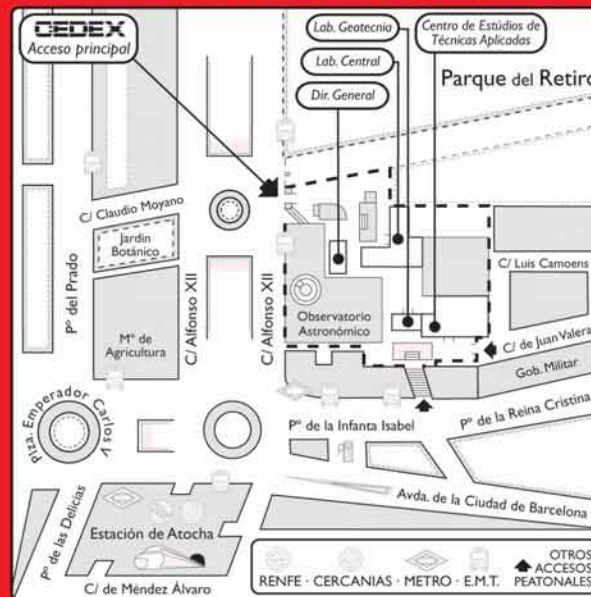 CEDEX
Acceso principal
Lab. Geotecnia
Centro de Estúdios de
Técnicas Aplicadas
Lab. Central
Dir. General
Parque del Retiro
C/ Claudio Moyano
Jardin
Botánico
Pº del Prado
Mº de
Agricultura
C/ Alfonso XII
C/ Alfonso XII
Observatorio
Astronómico
C/ Luis Camoens
C/ de Juan Valera
Gob. Militar
Plza. Emperador Carlos V
Pº de la Infanta Isabel
Pº de la Reina Cristina
Avda. de la Ciudad de Barcelona
Pº de las Delicias
Estación de Atocha
C/ de Méndez Álvaro
RENFE · CERCANIAS · METRO · E.M.T.
OTROS
ACCESOS
PEATONALES